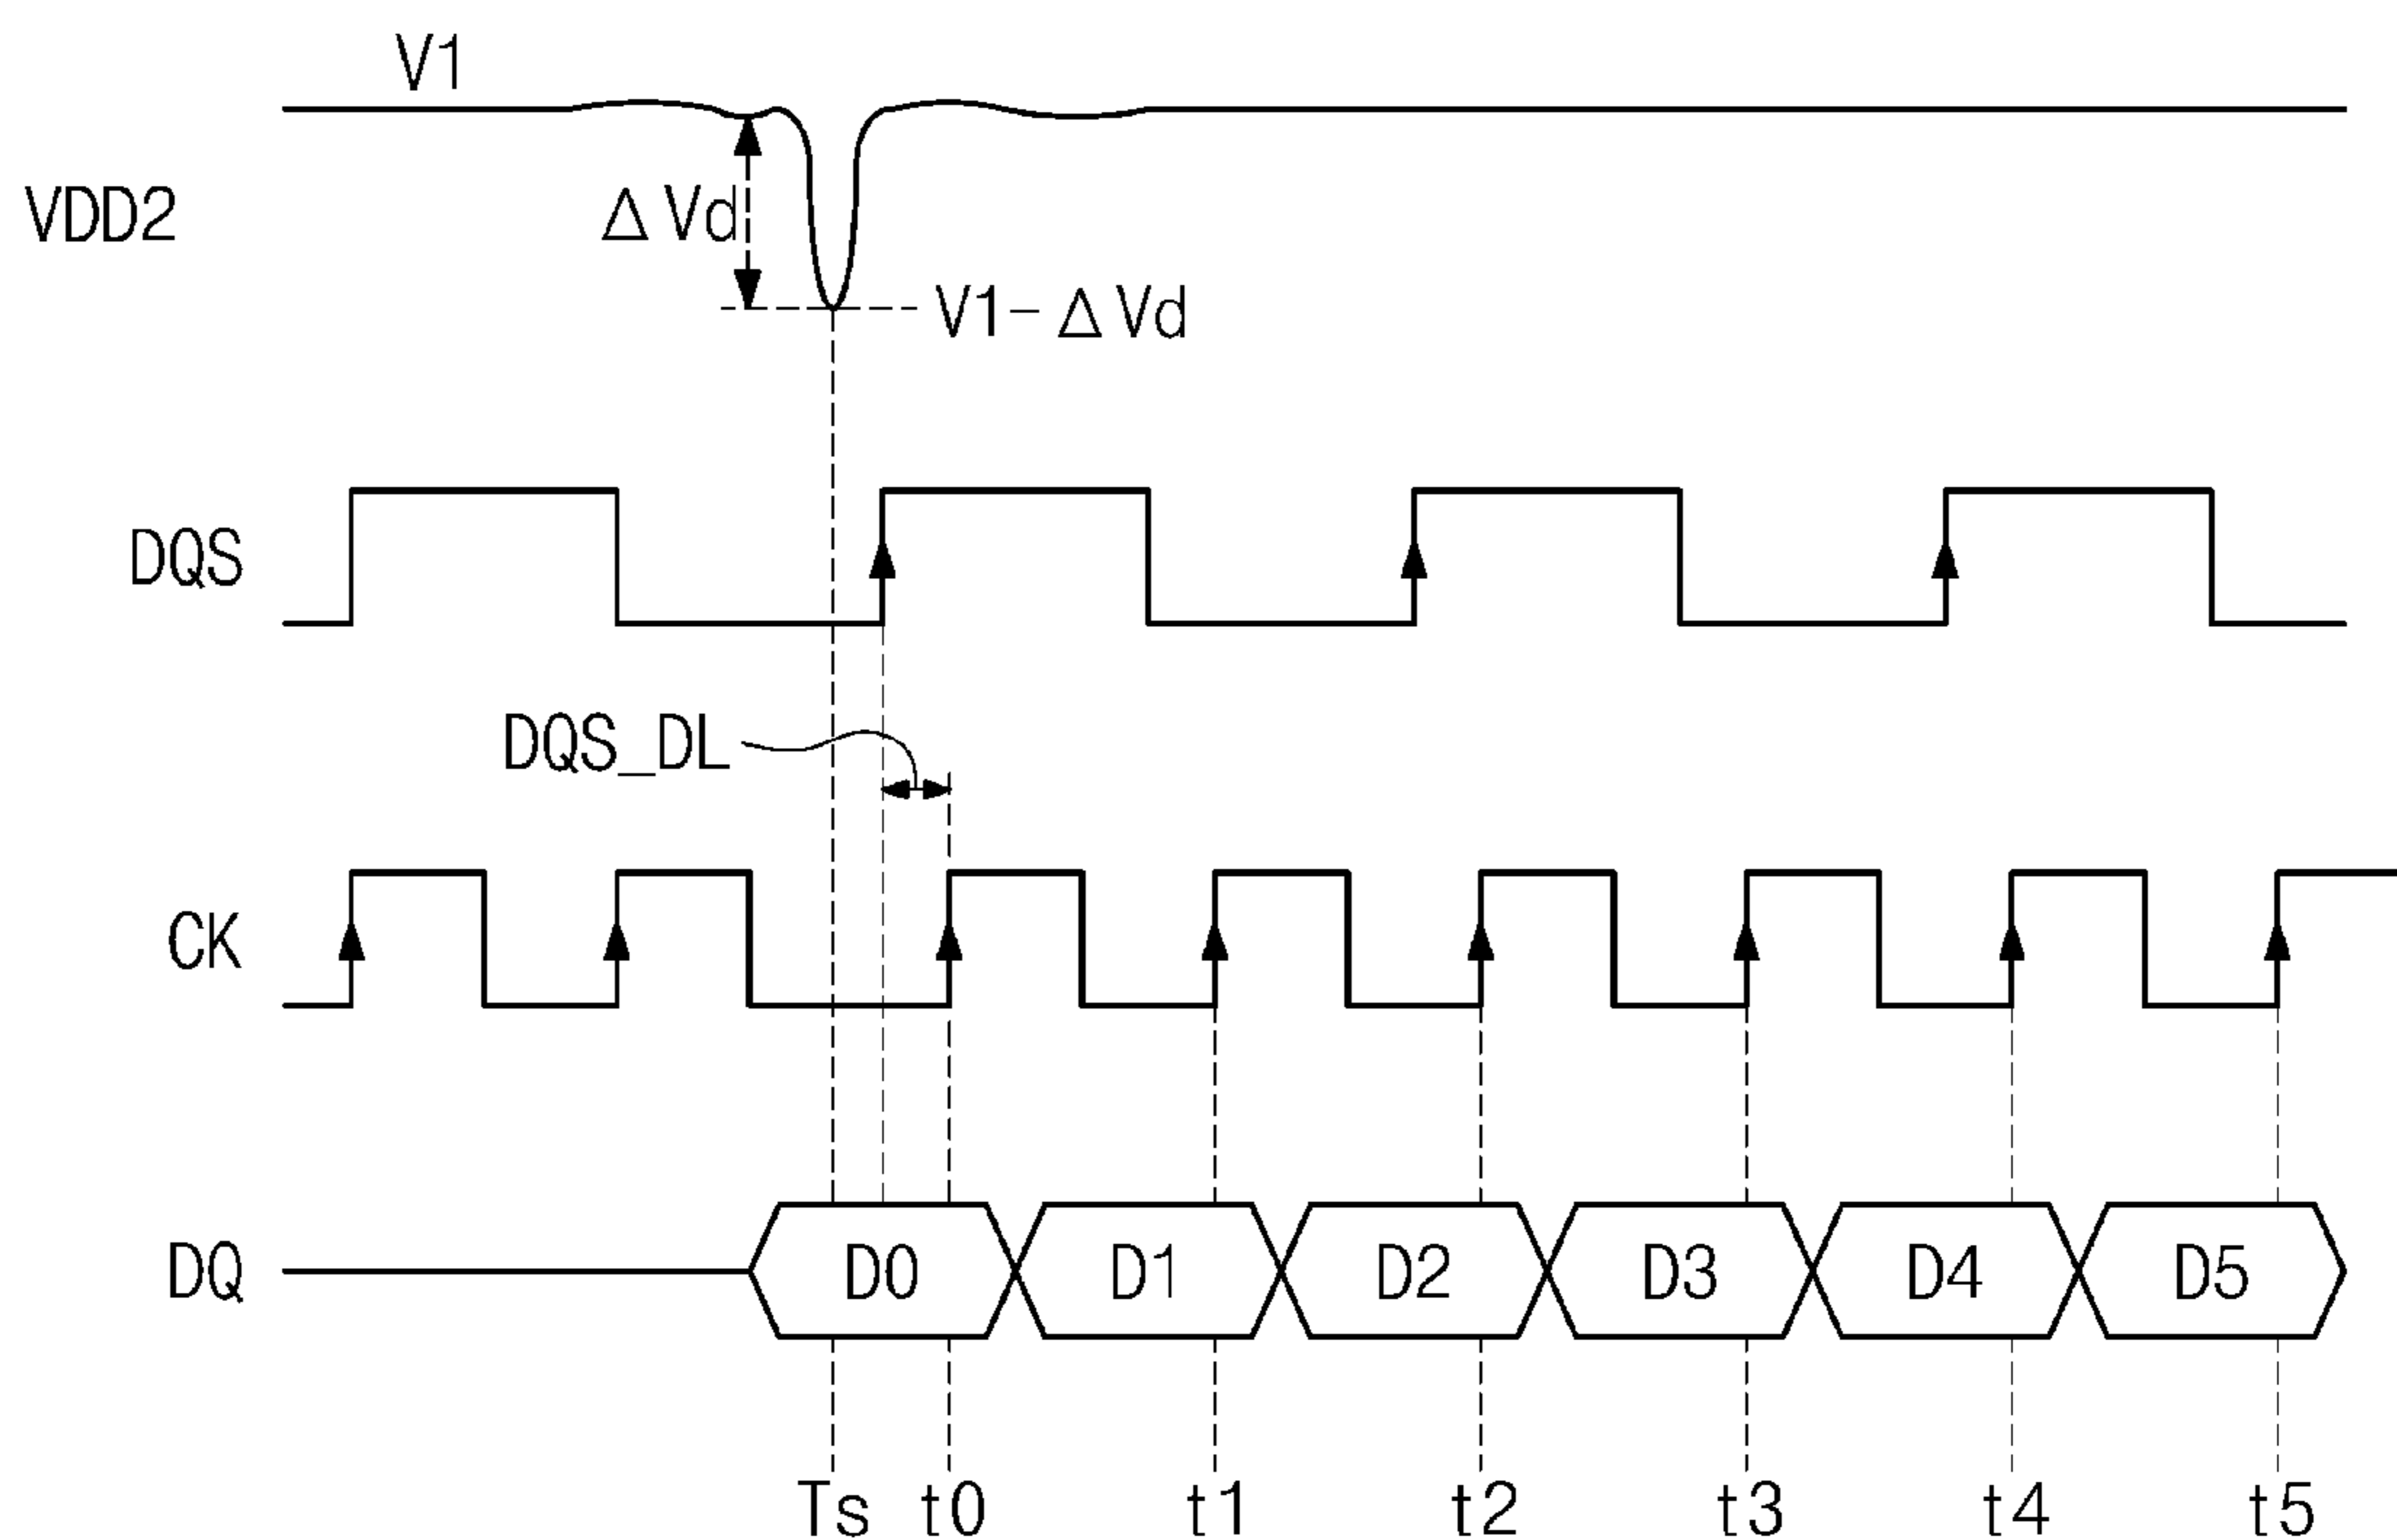 V1
VDD2
ΔVd
V1-ΔVd
DQS
DQS_DL
CK
DQ
D0 D1 D2 D3 D4 D5
Ts t0 t1 t2 t3 t4 t5